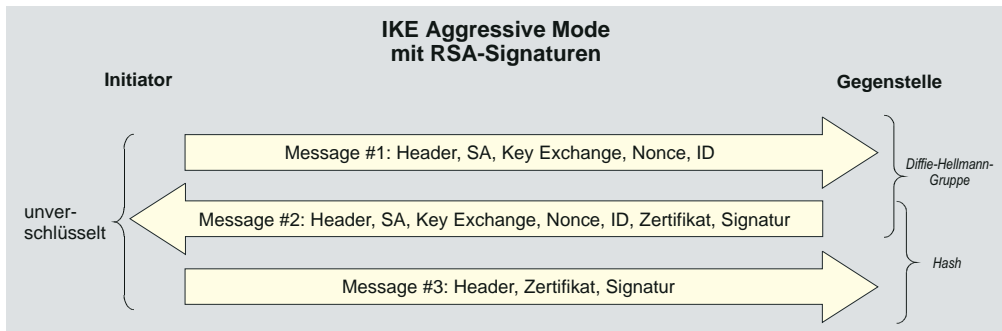 IKE Aggressive Mode
mit RSA-Signaturen
Initiator
Gegenstelle
Message #1: Header, SA, Key Exchange, Nonce, ID
Diffie-Hellmann-
Gruppe
unver-
schlüsselt
Message #2: Header, SA, Key Exchange, Nonce, ID, Zertifikat, Signatur
Hash
Message #3: Header, Zertifikat, Signatur